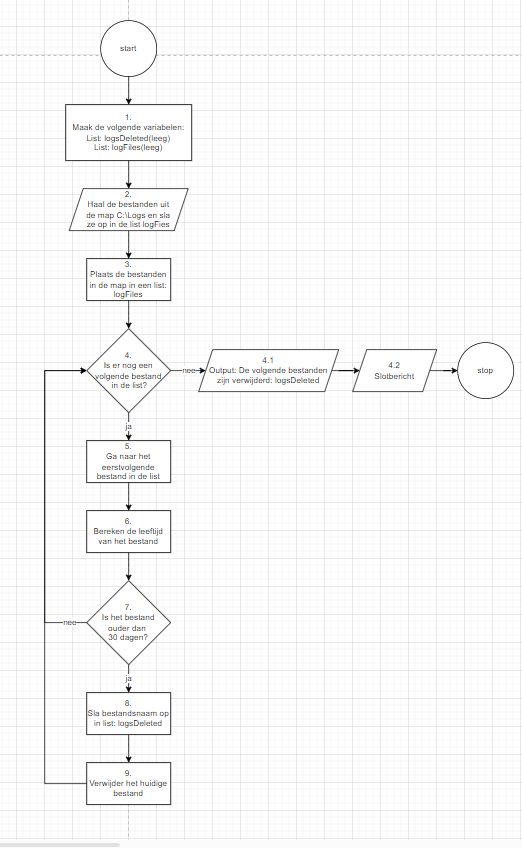 start
1.
Maak de volgende variabelen:
List: logsDeleted(leeg)
List: logFiles(leeg)
2.
Haal de bestanden uit
de map C:\Logs en sla
ze op in de list logFies
3.
Plaats de bestanden
in de map in een list:
logFiles
4.
Is er nog een
volgende bestand
in de list?
nee
4.1
Output: De volgende bestanden
zijn verwijderd: logsDeleted
4.2
Slotbericht
stop
ja
5.
Ga naar het
eerstvolgende
bestand in de list
6.
Bereken de leeftijd
van het bestand
7.
Is het bestand
ouder dan
30 dagen?
nee
ja
8.
Sla bestandsnaam op
in list: logsDeleted
9.
Verwijder het huidige
bestand